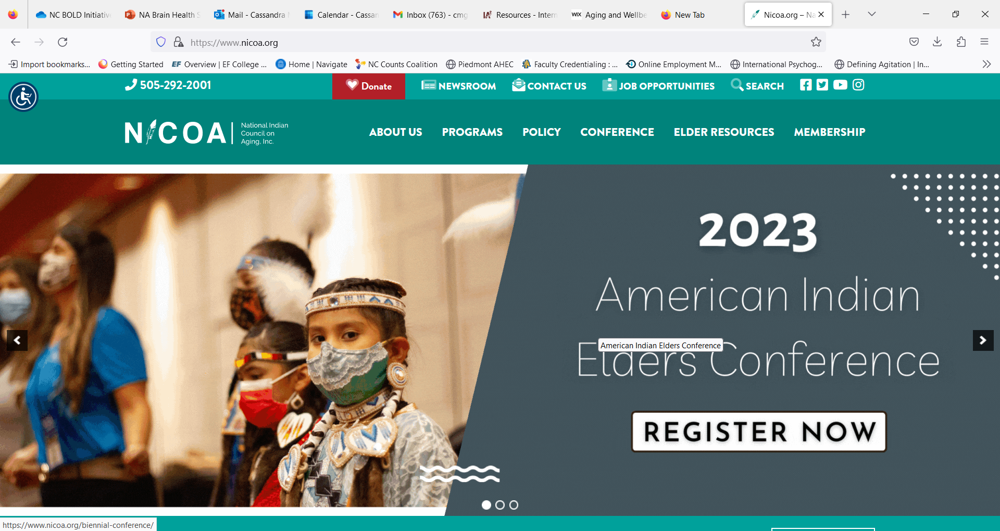 NC BOLD Initiativ
NA Brain Health S
Mail - Cassandra
Calendar - Cassan
Inbox (763) - cmg
Resources - Intern
WIX Aging and Wellbe
New Tab
Nicoa.org – Na
https://www.nicoa.org
Import bookmarks...
Getting Started
EF Overview | EF College ...
Home | Navigate
NC Counts Coalition
Piedmont AHEC
Faculty Credentialing : ...
Online Employment M...
International Psychog...
Defining Agitation | In...
505-292-2001
Donate
NEWSROOM
CONTACT US
JOB OPPORTUNITIES
SEARCH
NICOA
National Indian
Council on
Aging, Inc.
ABOUT US
PROGRAMS
POLICY
CONFERENCE
ELDER RESOURCES
MEMBERSHIP
2023
American Indian
American Indian Elders Conference
Elders Conference
REGISTER NOW
https://www.nicoa.org/biennial-conference/